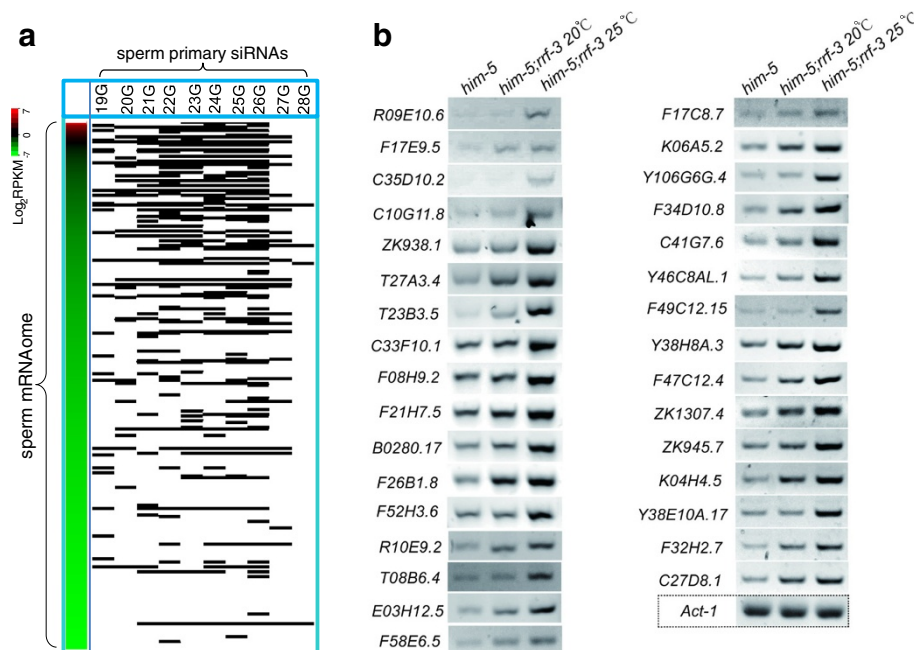 a
sperm primary siRNAs
19G 20G 21G 22G 23G 24G 25G 26G 27G 28G
7
0
-7
Log2RPKM
sperm mRNAome
b
him-5
him-5;rrf-3 20℃
him-5;rrf-3 25℃
R09E10.6
F17E9.5
C35D10.2
C10G11.8
ZK938.1
T27A3.4
T23B3.5
C33F10.1
F08H9.2
F21H7.5
B0280.17
F26B1.8
F52H3.6
R10E9.2
T08B6.4
E03H12.5
F58E6.5
him-5
him-5;rrf-3 20℃
him-5;rrf-3 25℃
F17C8.7
K06A5.2
Y106G6G.4
F34D10.8
C41G7.6
Y46C8AL.1
F49C12.15
Y38H8A.3
F47C12.4
ZK1307.4
ZK945.7
K04H4.5
Y38E10A.17
F32H2.7
C27D8.1
Act-1